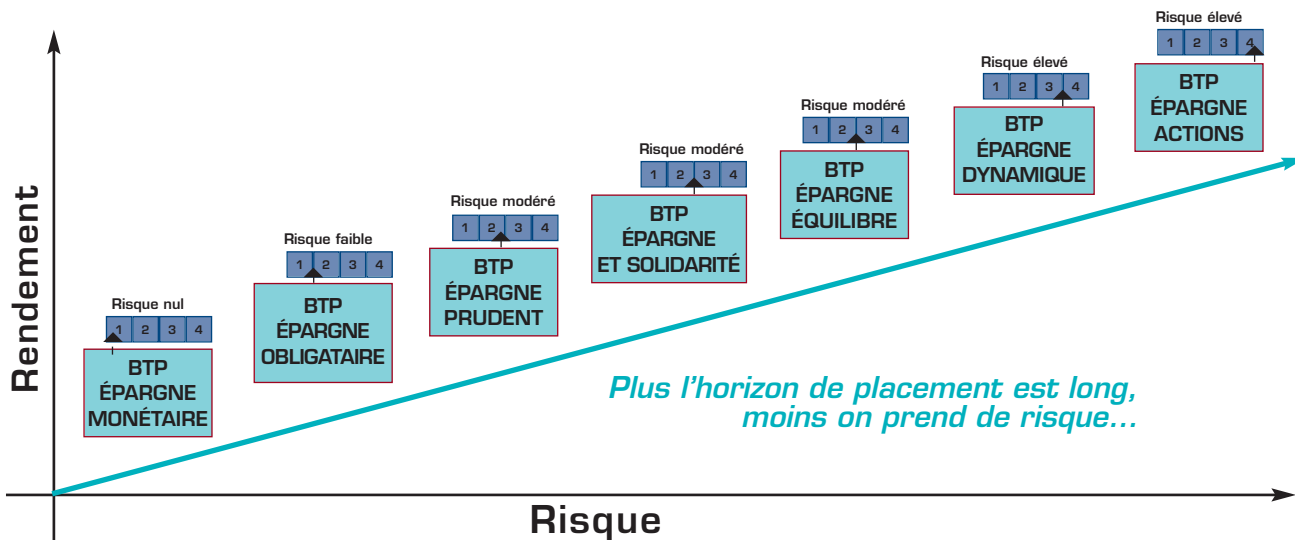 Rendement
Risque nul
1 2 3 4
BTP
ÉPARGNE
MONÉTAIRE
Risque faible
1 2 3 4
BTP
ÉPARGNE
OBLIGATAIRE
Risque modéré
1 2 3 4
BTP
ÉPARGNE
PRUDENT
Risque modéré
1 2 3 4
BTP
ÉPARGNE
ET SOLIDARITÉ
Risque modéré
1 2 3 4
BTP
ÉPARGNE
ÉQUILIBRE
Risque élevé
1 2 3 4
BTP
ÉPARGNE
DYNAMIQUE
Risque élevé
1 2 3 4
BTP
ÉPARGNE
ACTIONS
Plus l’horizon de placement est long,
moins on prend de risque...
Risque